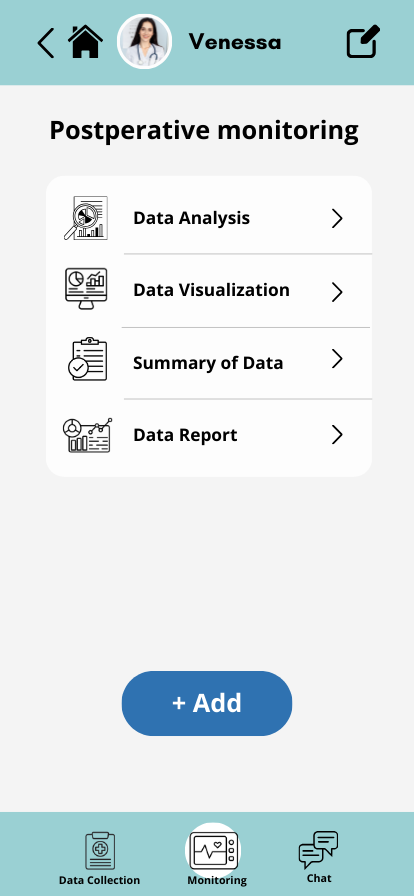 Venessa
Postperative monitoring
Data Analysis
Data Visualization
Summary of Data
Data Report
+ Add
Data Collection
Monitoring
Chat